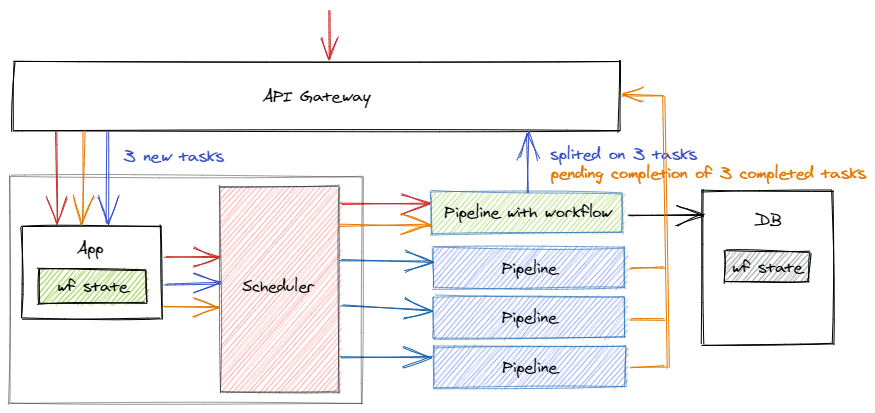 API Gateway
3 new tasks
splited on 3 tasks
pending completion of 3 completed tasks
Pipeline with workflow
DB
App
wf state
wf state
Scheduler
Pipeline
Pipeline
Pipeline